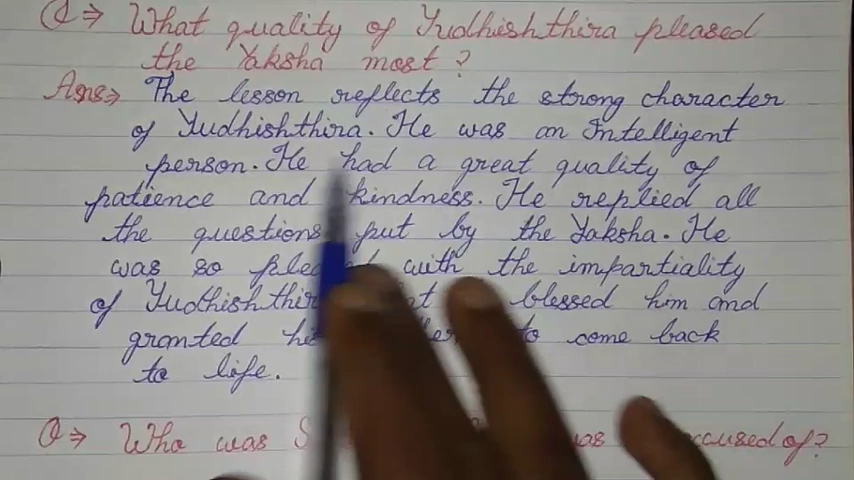 Q⇒ What quality of Yudhishthira pleased
the Yaksha most?
Ans⇒ The lesson reflects the strong character
of Yudhishthira. He was an Intelligent
person. He had a great quality of
patience and kindness. He replied all
the questions put by the Yaksha. He
was so with the impartiality
of blessed him and
granted to come back
to life.
Q⇒ Who was of?